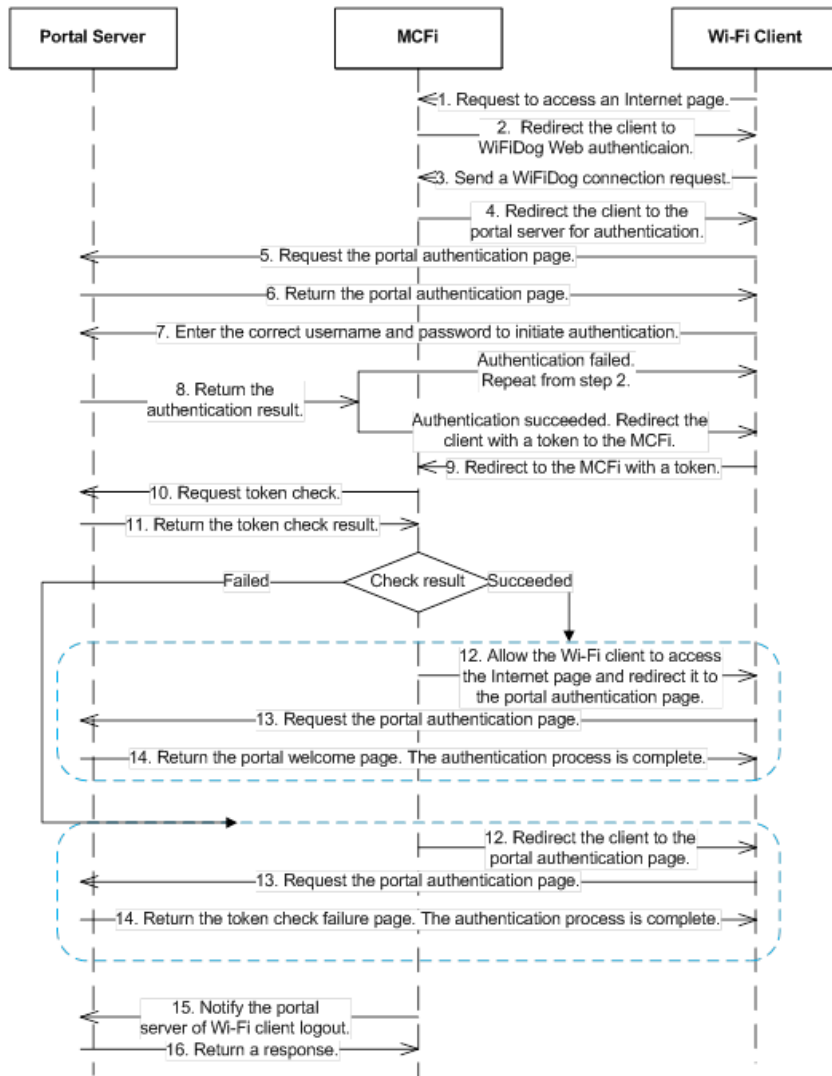 Portal Server
MCFi
Wi-Fi Client
1. Request to access an Internet page.
2. Redirect the client to
WiFiDog Web authenticaion.
3. Send a WiFiDog connection request.
4. Redirect the client to the
portal server for authentication.
5. Request the portal authentication page.
6. Return the portal authentication page.
7. Enter the correct username and password to initiate authentication.
Authentication failed.
Repeat from step 2.
8. Return the
authentication result.
Authentication succeeded. Redirect the
client with a token to the MCFi.
9. Redirect to the MCFi with a token.
10. Request token check.
11. Return the token check result.
Failed
Check result
Succeeded
12. Allow the Wi-Fi client to access
the Internet page and redirect it to
the portal authentication page.
13. Request the portal authentication page.
14. Return the portal welcome page. The authentication process is complete.
12. Redirect the client to the
portal authentication page.
13. Request the portal authentication page.
14. Return the token check failure page. The authentication process is complete.
15. Notify the portal
server of Wi-Fi client logout.
16. Return a response.